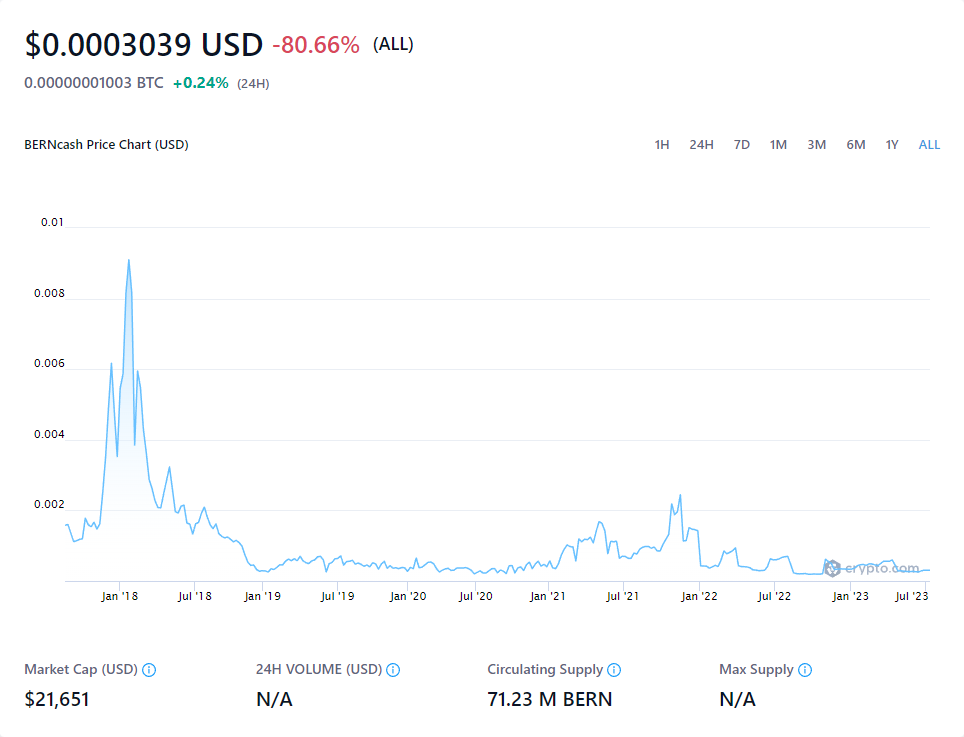 $0.0003039 USD -80.66% (ALL)
0.00000001003 BTC +0.24% (24H)
BERNcash Price Chart (USD) 1H 24H 7D 1M 3M 6M 1Y ALL
0.01
0.008
0.006
0.004
0.002
crypto.com
Jan '18 Jul '18 Jan '19 Jul '19 Jan '20 Jul '20 Jan '21 Jul '21 Jan '22 Jul '22 Jan '23 Jul '23
Market Cap (USD) 24H VOLUME (USD) Circulating Supply Max Supply
$21,651 N/A 71.23 M BERN N/A